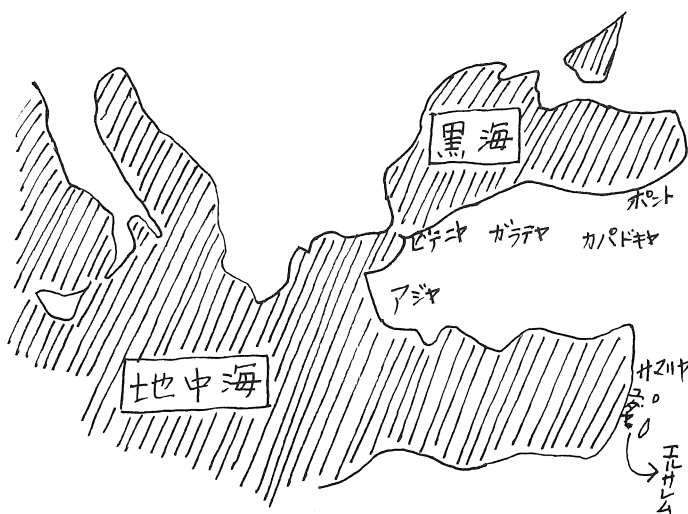 黒海
ポント
ビテニヤ ガラテヤ カパドキヤ
アジヤ
地中海
サマリヤ
ユダヤ
エルサレム